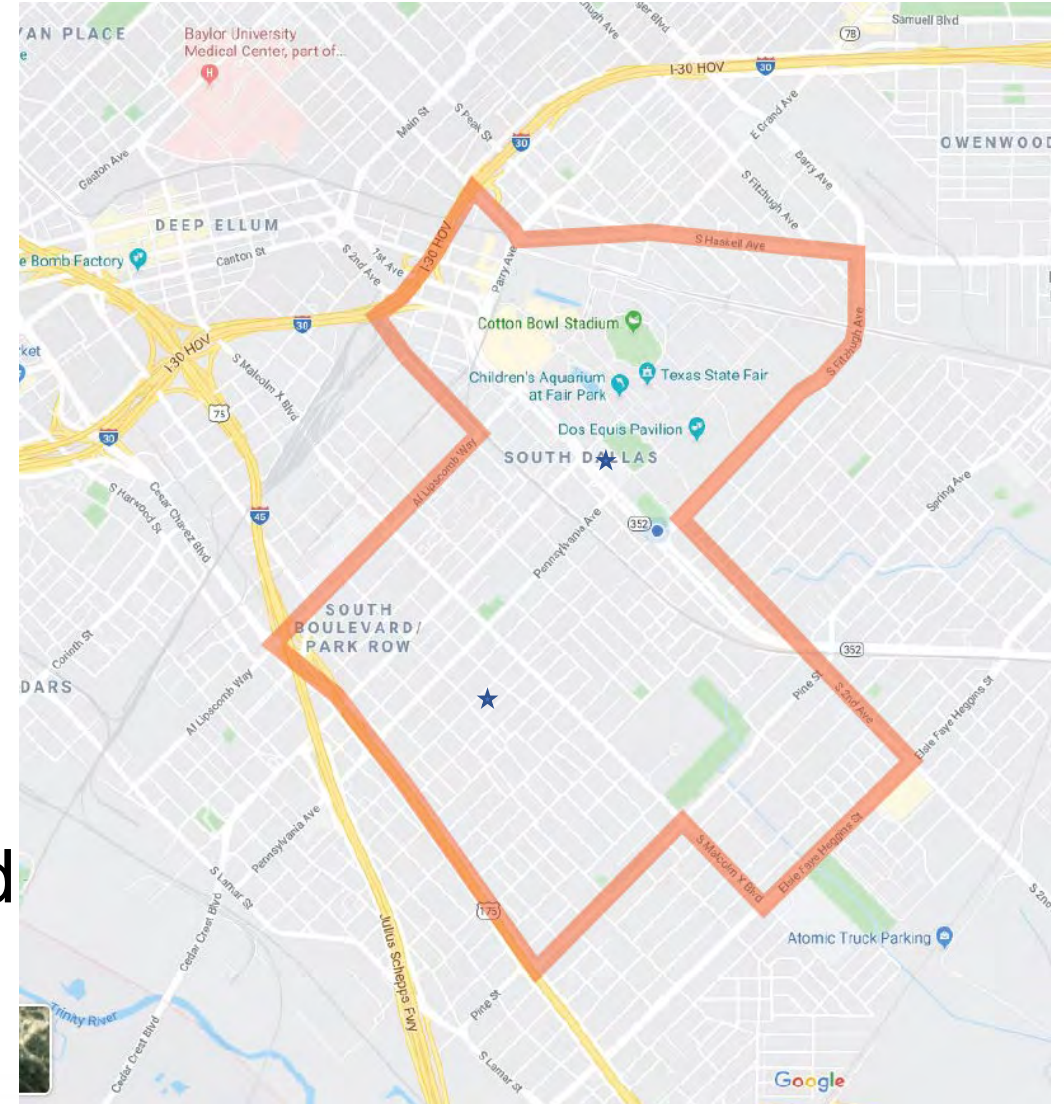 YAN PLACE
Baylor University
Medical Center, part of...
H
Samuell Blvd
78
I-30 HOV
30
Main St
S Peak St
30
E Grand Ave
OWENWOOD
Gaston Ave
Barry Ave
S Fitzhugh Ave
DEEP ELLUM
Canton St
S 2nd Ave
1st Ave
I-30 HOV
Parry Ave
S Haskell Ave
e Bomb Factory
30
Cotton Bowl Stadium
S Fitzhugh Ave
I-30 HOV
ket
S Malcolm X Blvd
Children's Aquarium
at Fair Park
Texas State Fair
75
Dos Equis Pavilion
30
SOUTH DALLAS
Al Lipscomb Way
S Harwood St
Cesar Chavez Blvd
45
Spring Ave
352
Pennsylvania Ave
SOUTH
BOULEVARD/
PARK ROW
Corinth St
352
DARS
Al Lipscomb Way
Pine St
S 2nd Ave
Elsie Faye Heggins St
Pennsylvania Ave
d
S Malcolm X Blvd
Elsie Faye Heggins St
S Lamar St
175
S 2nd
Cedar Crest Blvd
Julius Schepps Fwy
Atomic Truck Parking
Pine St
Trinity River
Cedar Crest Blvd
S Lamar St
Google